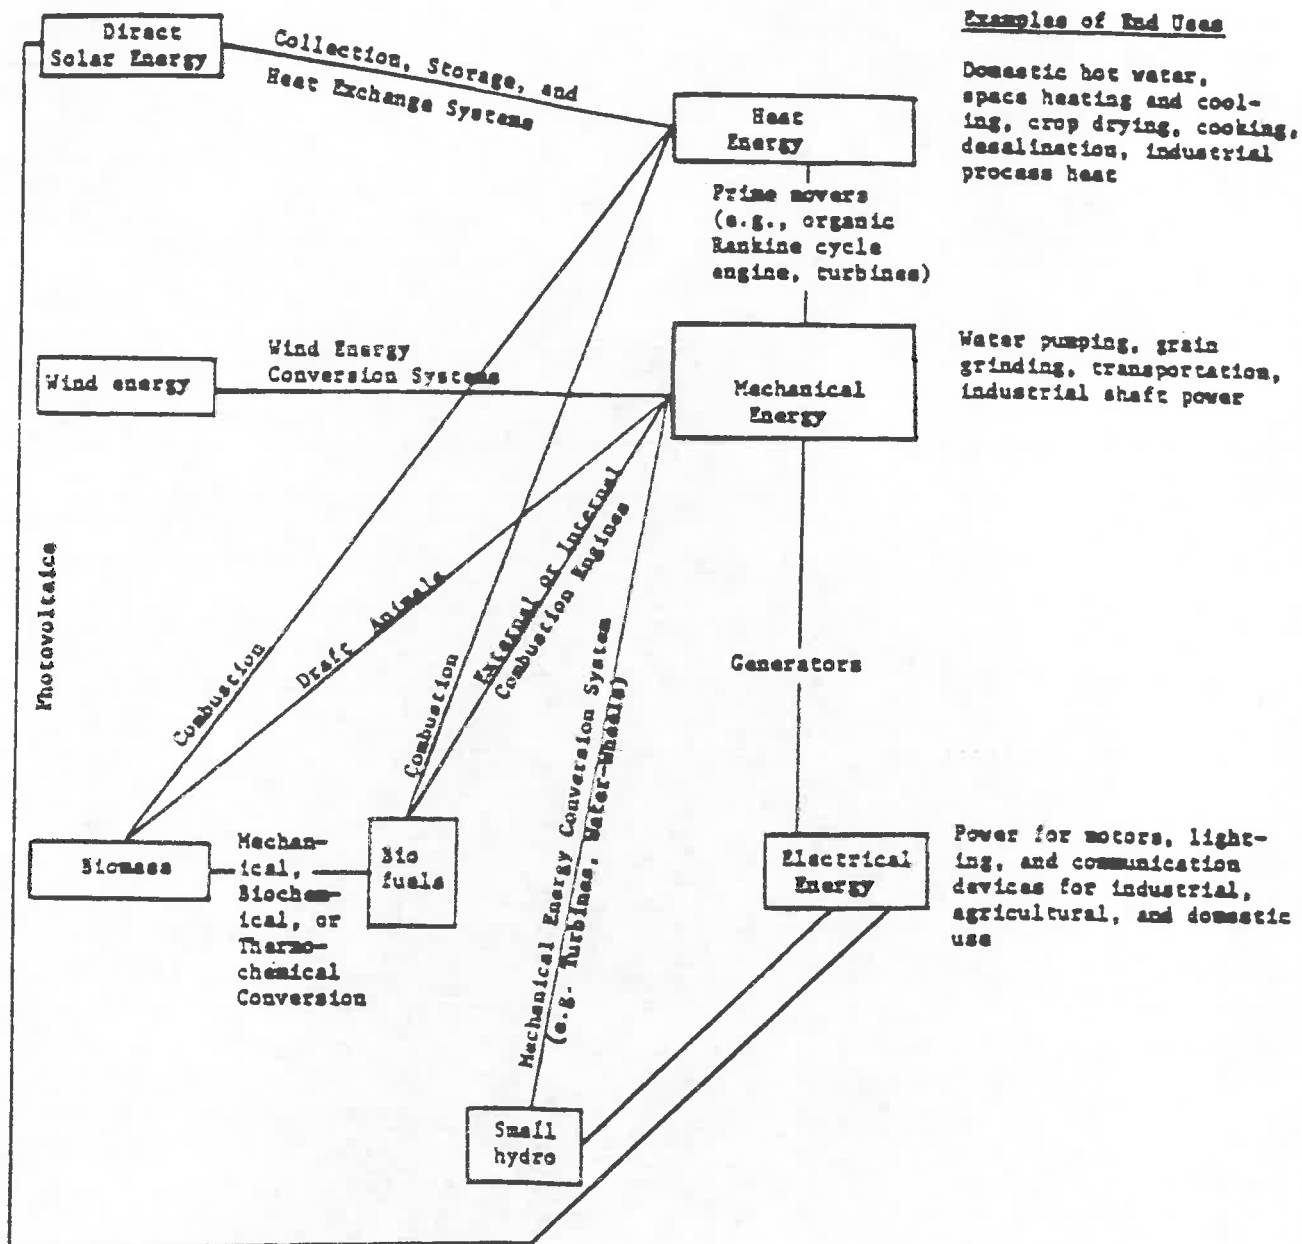 Examples of End Uses
Direct
Solar Energy
Collection, Storage, and
Heat Exchange Systems
Heat
Energy
Domestic hot water,
space heating and cool-
ing, crop drying, cooking,
desalination, industrial
process heat
Prime movers
(e.g., organic
Rankine cycle
engine, turbines)
Wind energy
Wind Energy
Conversion Systems
Mechanical
Energy
Water pumping, grain
grinding, transportation,
industrial shaft power
Photovoltaics
Combustion
Draft Animals
Combustion
External or Internal
Combustion Engines
Mechanical Energy Conversion System
(e.g. Turbines, Water-Wheels)
Generators
Biomass
Mechan-
ical,
Biochem-
ical, or
Thermo-
chemical
Conversion
Bio
fuels
Electrical
Energy
Power for motors, light-
ing, and communication
devices for industrial,
agricultural, and domestic
use
Small
hydro